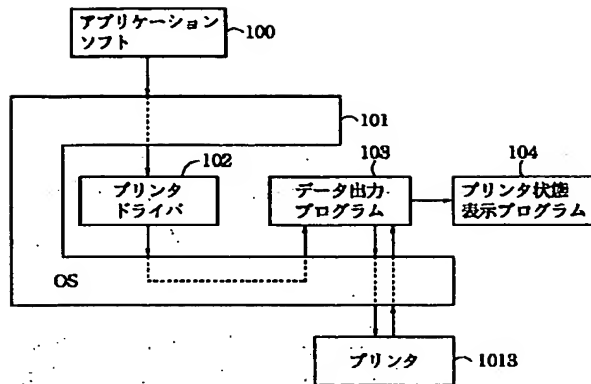 アプリケーション
ソフト
100
101
102
103
104
プリンタ
ドライバ
データ出力
プログラム
プリンタ状態
表示プログラム
OS
プリンタ
1013